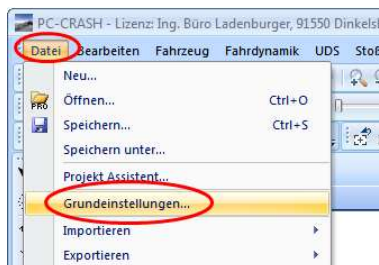 PC-CRASH - Lizenz: Ing. Büro Ladenburger, 91550 Dinkels
Datei Bearbeiten Fahrzeug Fahrdynamik UDS Stoß
Neu...
Öffnen... Ctrl+O
Speichern... Ctrl+S
Speichern unter...
Projekt Assistent...
Grundeinstellungen...
Importieren
Exportieren